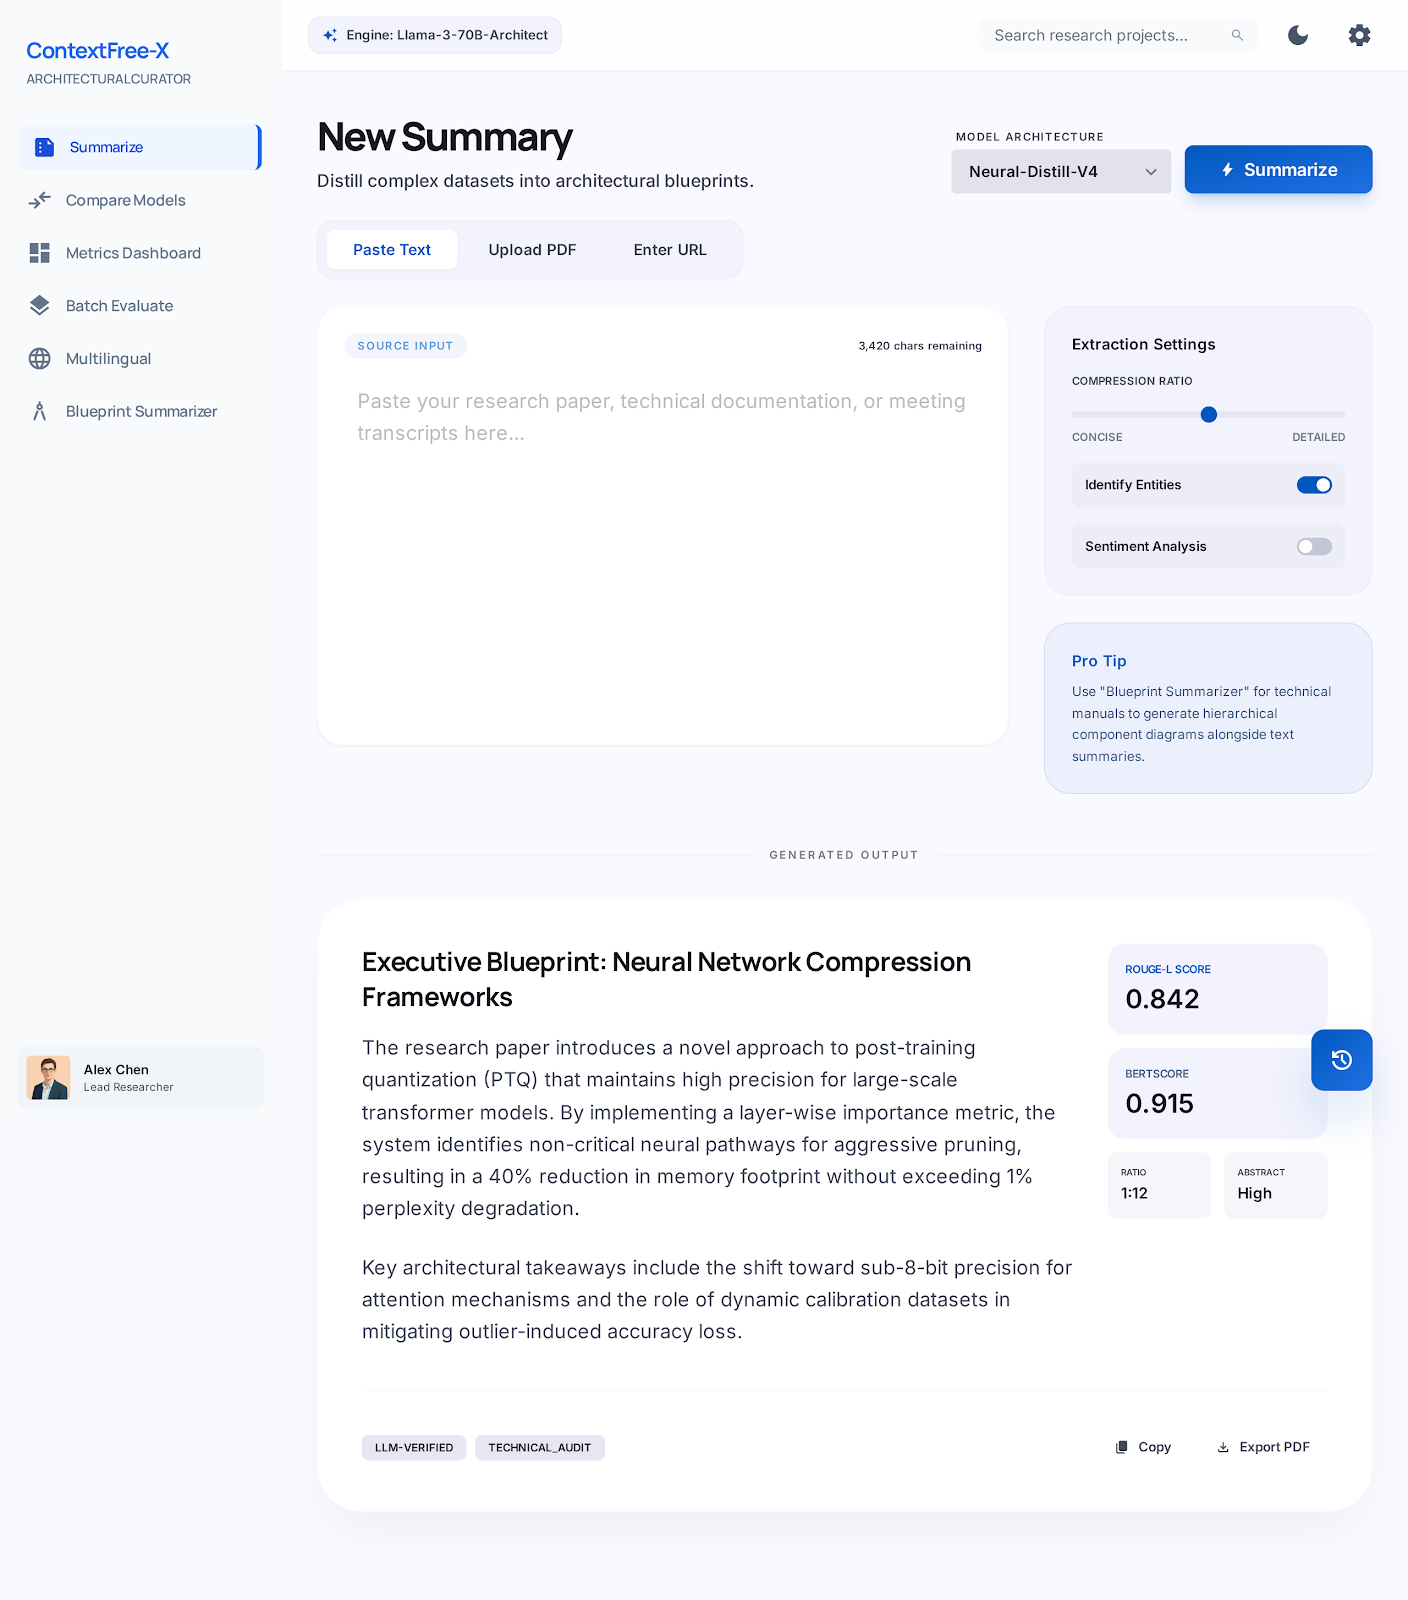 ContextFree-X
ARCHITECTURALCURATOR
Summarize
Compare Models
Metrics Dashboard
Batch Evaluate
Multilingual
Blueprint Summarizer
Alex Chen
Lead Researcher
Engine: Llama-3-70B-Architect
Search research projects...
New Summary
Distill complex datasets into architectural blueprints.
MODEL ARCHITECTURE
Neural-Distill-V4
Summarize
Paste Text
Upload PDF
Enter URL
SOURCE INPUT
3,420 chars remaining
Paste your research paper, technical documentation, or meeting
transcripts here...
Extraction Settings
COMPRESSION RATIO
CONCISE
DETAILED
Identify Entities
Sentiment Analysis
Pro Tip
Use "Blueprint Summarizer" for technical
manuals to generate hierarchical
component diagrams alongside text
summaries.
GENERATED OUTPUT
Executive Blueprint: Neural Network Compression
Frameworks
The research paper introduces a novel approach to post-training
quantization (PTQ) that maintains high precision for large-scale
transformer models. By implementing a layer-wise importance metric, the
system identifies non-critical neural pathways for aggressive pruning,
resulting in a 40% reduction in memory footprint without exceeding 1%
perplexity degradation.
Key architectural takeaways include the shift toward sub-8-bit precision for
attention mechanisms and the role of dynamic calibration datasets in
mitigating outlier-induced accuracy loss.
ROUGE-L SCORE
0.842
BERTSCORE
0.915
RATIO
1:12
ABSTRACT
High
LLM-VERIFIED
TECHNICAL_AUDIT
Copy
Export PDF